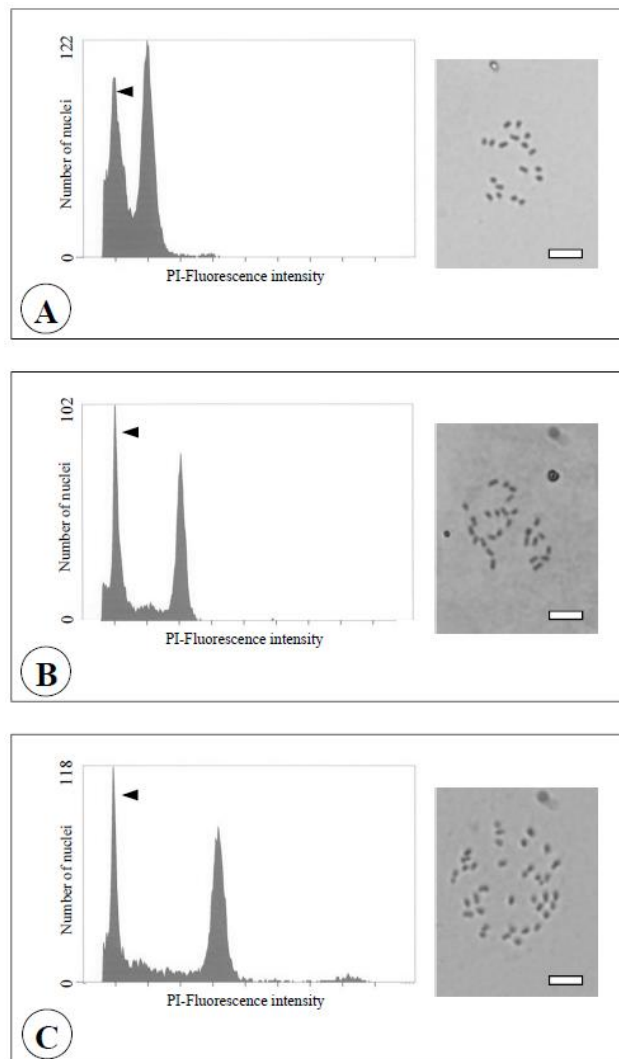 122
Number of nuclei
0
PI-Fluorescence intensity
A
102
Number of nuclei
0
PI-Fluorescence intensity
B
118
Number of nuclei
0
PI-Fluorescence intensity
C